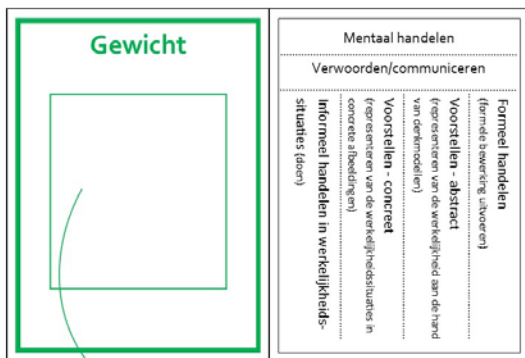 Gewicht
Mentaal handelen
Verwoorden/communiceren
Formeel handelen
(formele bewerking uitvoeren)
Voorstellen - abstract
(representeren van de werkelijkheid aan de hand
van denkmodellen)
Voorstellen - concreet
(representeren van de werkelijkheidssituaties in
concrete afbeeldingen)
Informeel handelen in werkelijkheids-
situaties (doen)